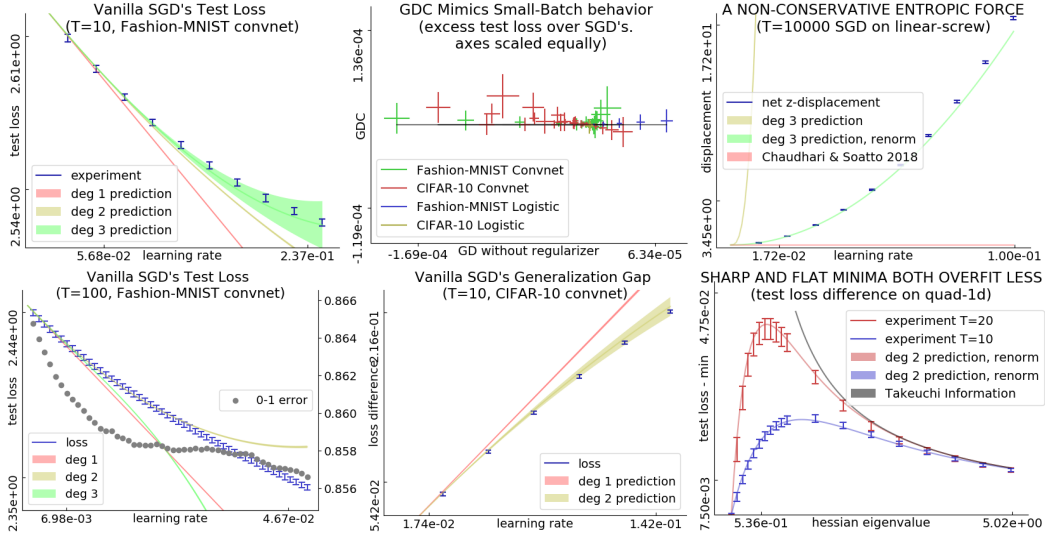 Vanilla SGD's Test Loss
(T=10, Fashion-MNIST convnet)
2.61e+00
test loss
2.54e+00
experiment
deg 1 prediction
deg 2 prediction
deg 3 prediction
5.68e-02
learning rate
2.37e-01
GDC Mimics Small-Batch behavior
(excess test loss over SGD's.
axes scaled equally)
1.36e-04
GDC
-1.19e-04
Fashion-MNIST Convnet
CIFAR-10 Convnet
Fashion-MNIST Logistic
CIFAR-10 Logistic
-1.69e-04
GD without regularizer
6.34e-05
A NON-CONSERVATIVE ENTROPIC FORCE
(T=10000 SGD on linear-screw)
1.72e+01
displacement
3.45e+00
net z-displacement
deg 3 prediction
deg 3 prediction, renorm
Chaudhari & Soatto 2018
1.72e-02
learning rate
1.00e-01
Vanilla SGD's Test Loss
(T=100, Fashion-MNIST convnet)
2.44e+00
test loss
2.35e+00
0.866
0.864
0.862
0.860
0.858
0.856
0-1 error
loss
deg 1
deg 2
deg 3
6.98e-03
learning rate
4.67e-02
Vanilla SGD's Generalization Gap
(T=10, CIFAR-10 convnet)
2.16e-01
loss difference
5.42e-02
loss
deg 1 prediction
deg 2 prediction
1.74e-02
learning rate
1.42e-01
SHARP AND FLAT MINIMA BOTH OVERFIT LESS
(test loss difference on quad-1d)
4.75e-02
test loss - min
7.50e-03
experiment T=20
experiment T=10
deg 2 prediction, renorm
deg 2 prediction, renorm
Takeuchi Information
5.36e-01
hessian eigenvalue
5.02e+00